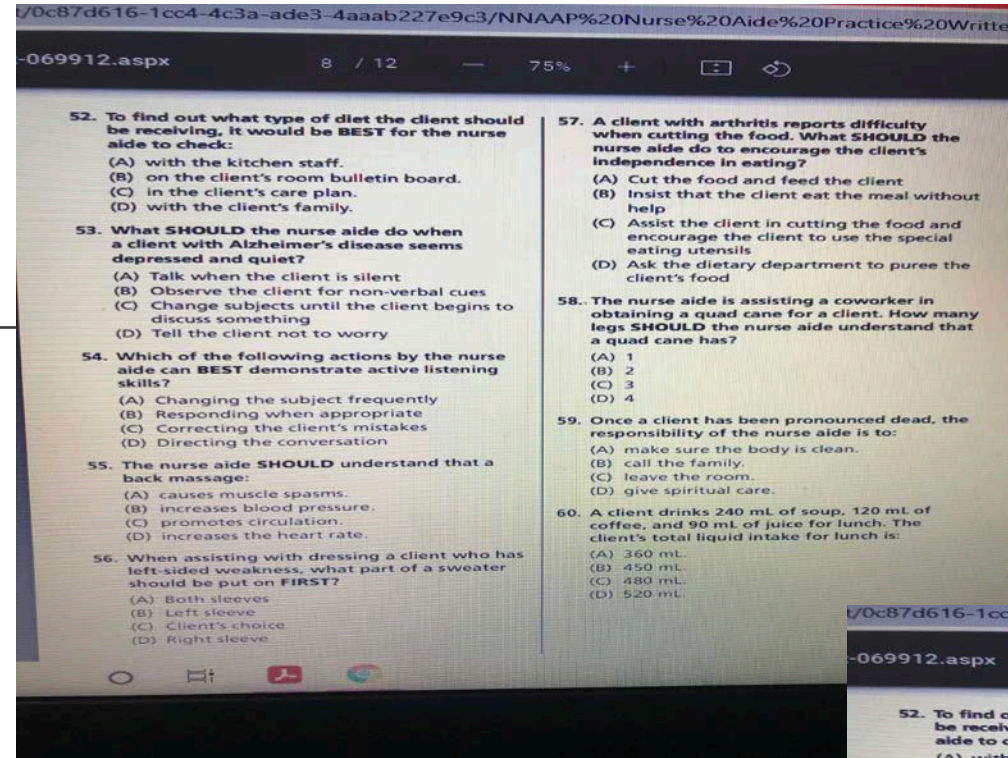 t/0c87d616-1cc4-4c3a-ade3-4aaab227e9c3/NNAAP%20Nurse%20Aide%20Practice%20Writte
-069912.aspx
8 / 12
75%
52. To find out what type of diet the client should
be receiving, it would be BEST for the nurse
aide to check:
(A) with the kitchen staff.
(B) on the client's room bulletin board.
(C) in the client's care plan.
(D) with the client's family.
53. What SHOULD the nurse aide do when
a client with Alzheimer's disease seems
depressed and quiet?
(A) Talk when the client is silent
(B) Observe the client for non-verbal cues
(C) Change subjects until the client begins to
discuss something
(D) Tell the client not to worry
54. Which of the following actions by the nurse
aide can BEST demonstrate active listening
skills?
(A) Changing the subject frequently
(B) Responding when appropriate
(C) Correcting the client's mistakes
(D) Directing the conversation
55. The nurse aide SHOULD understand that a
back massage:
(A) causes muscle spasms.
(B) increases blood pressure.
(C) promotes circulation.
(D) increases the heart rate.
56. When assisting with dressing a client who has
left-sided weakness, what part of a sweater
should be put on FIRST?
(A) Both sleeves
(B) Left sleeve
(C) Client's choice
(D) Right sleeve
57. A client with arthritis reports difficulty
when cutting the food. What SHOULD the
nurse aide do to encourage the client's
independence in eating?
(A) Cut the food and feed the client
(B) Insist that the client eat the meal without
help
(C) Assist the client in cutting the food and
encourage the client to use the special
eating utensils
(D) Ask the dietary department to puree the
client's food
58. The nurse aide is assisting a coworker in
obtaining a quad cane for a client. How many
legs SHOULD the nurse aide understand that
a quad cane has?
(A) 1
(B) 2
(C) 3
(D) 4
59. Once a client has been pronounced dead, the
responsibility of the nurse aide is to:
(A) make sure the body is clean.
(B) call the family.
(C) leave the room.
(D) give spiritual care.
60. A client drinks 240 mL of soup, 120 mL of
coffee, and 90 mL of juice for lunch. The
client's total liquid intake for lunch is:
(A) 360 mL.
(B) 450 mL.
(C) 480 mL.
(D) 520 mL.
/0c87d616-1cc
-069912.aspx
52. To find
be
aide to